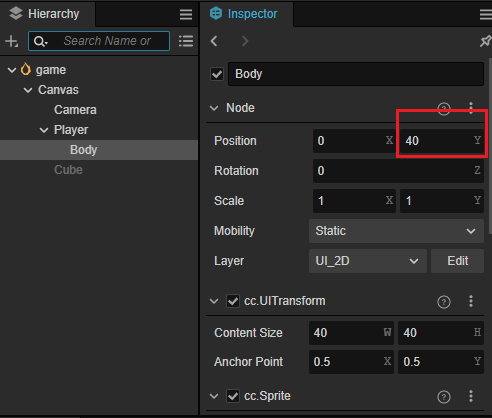 Hierarchy
Search Name or
game
Canvas
Camera
Player
Body
Cube
Inspector
Body
Node
Position 0 X 40 Y
Rotation 0 Z
Scale 1 X 1 Y
Mobility Static
Layer UI_2D Edit
cc.UITransform
Content Size 40 W 40 H
Anchor Point 0.5 X 0.5 Y
cc.Sprite